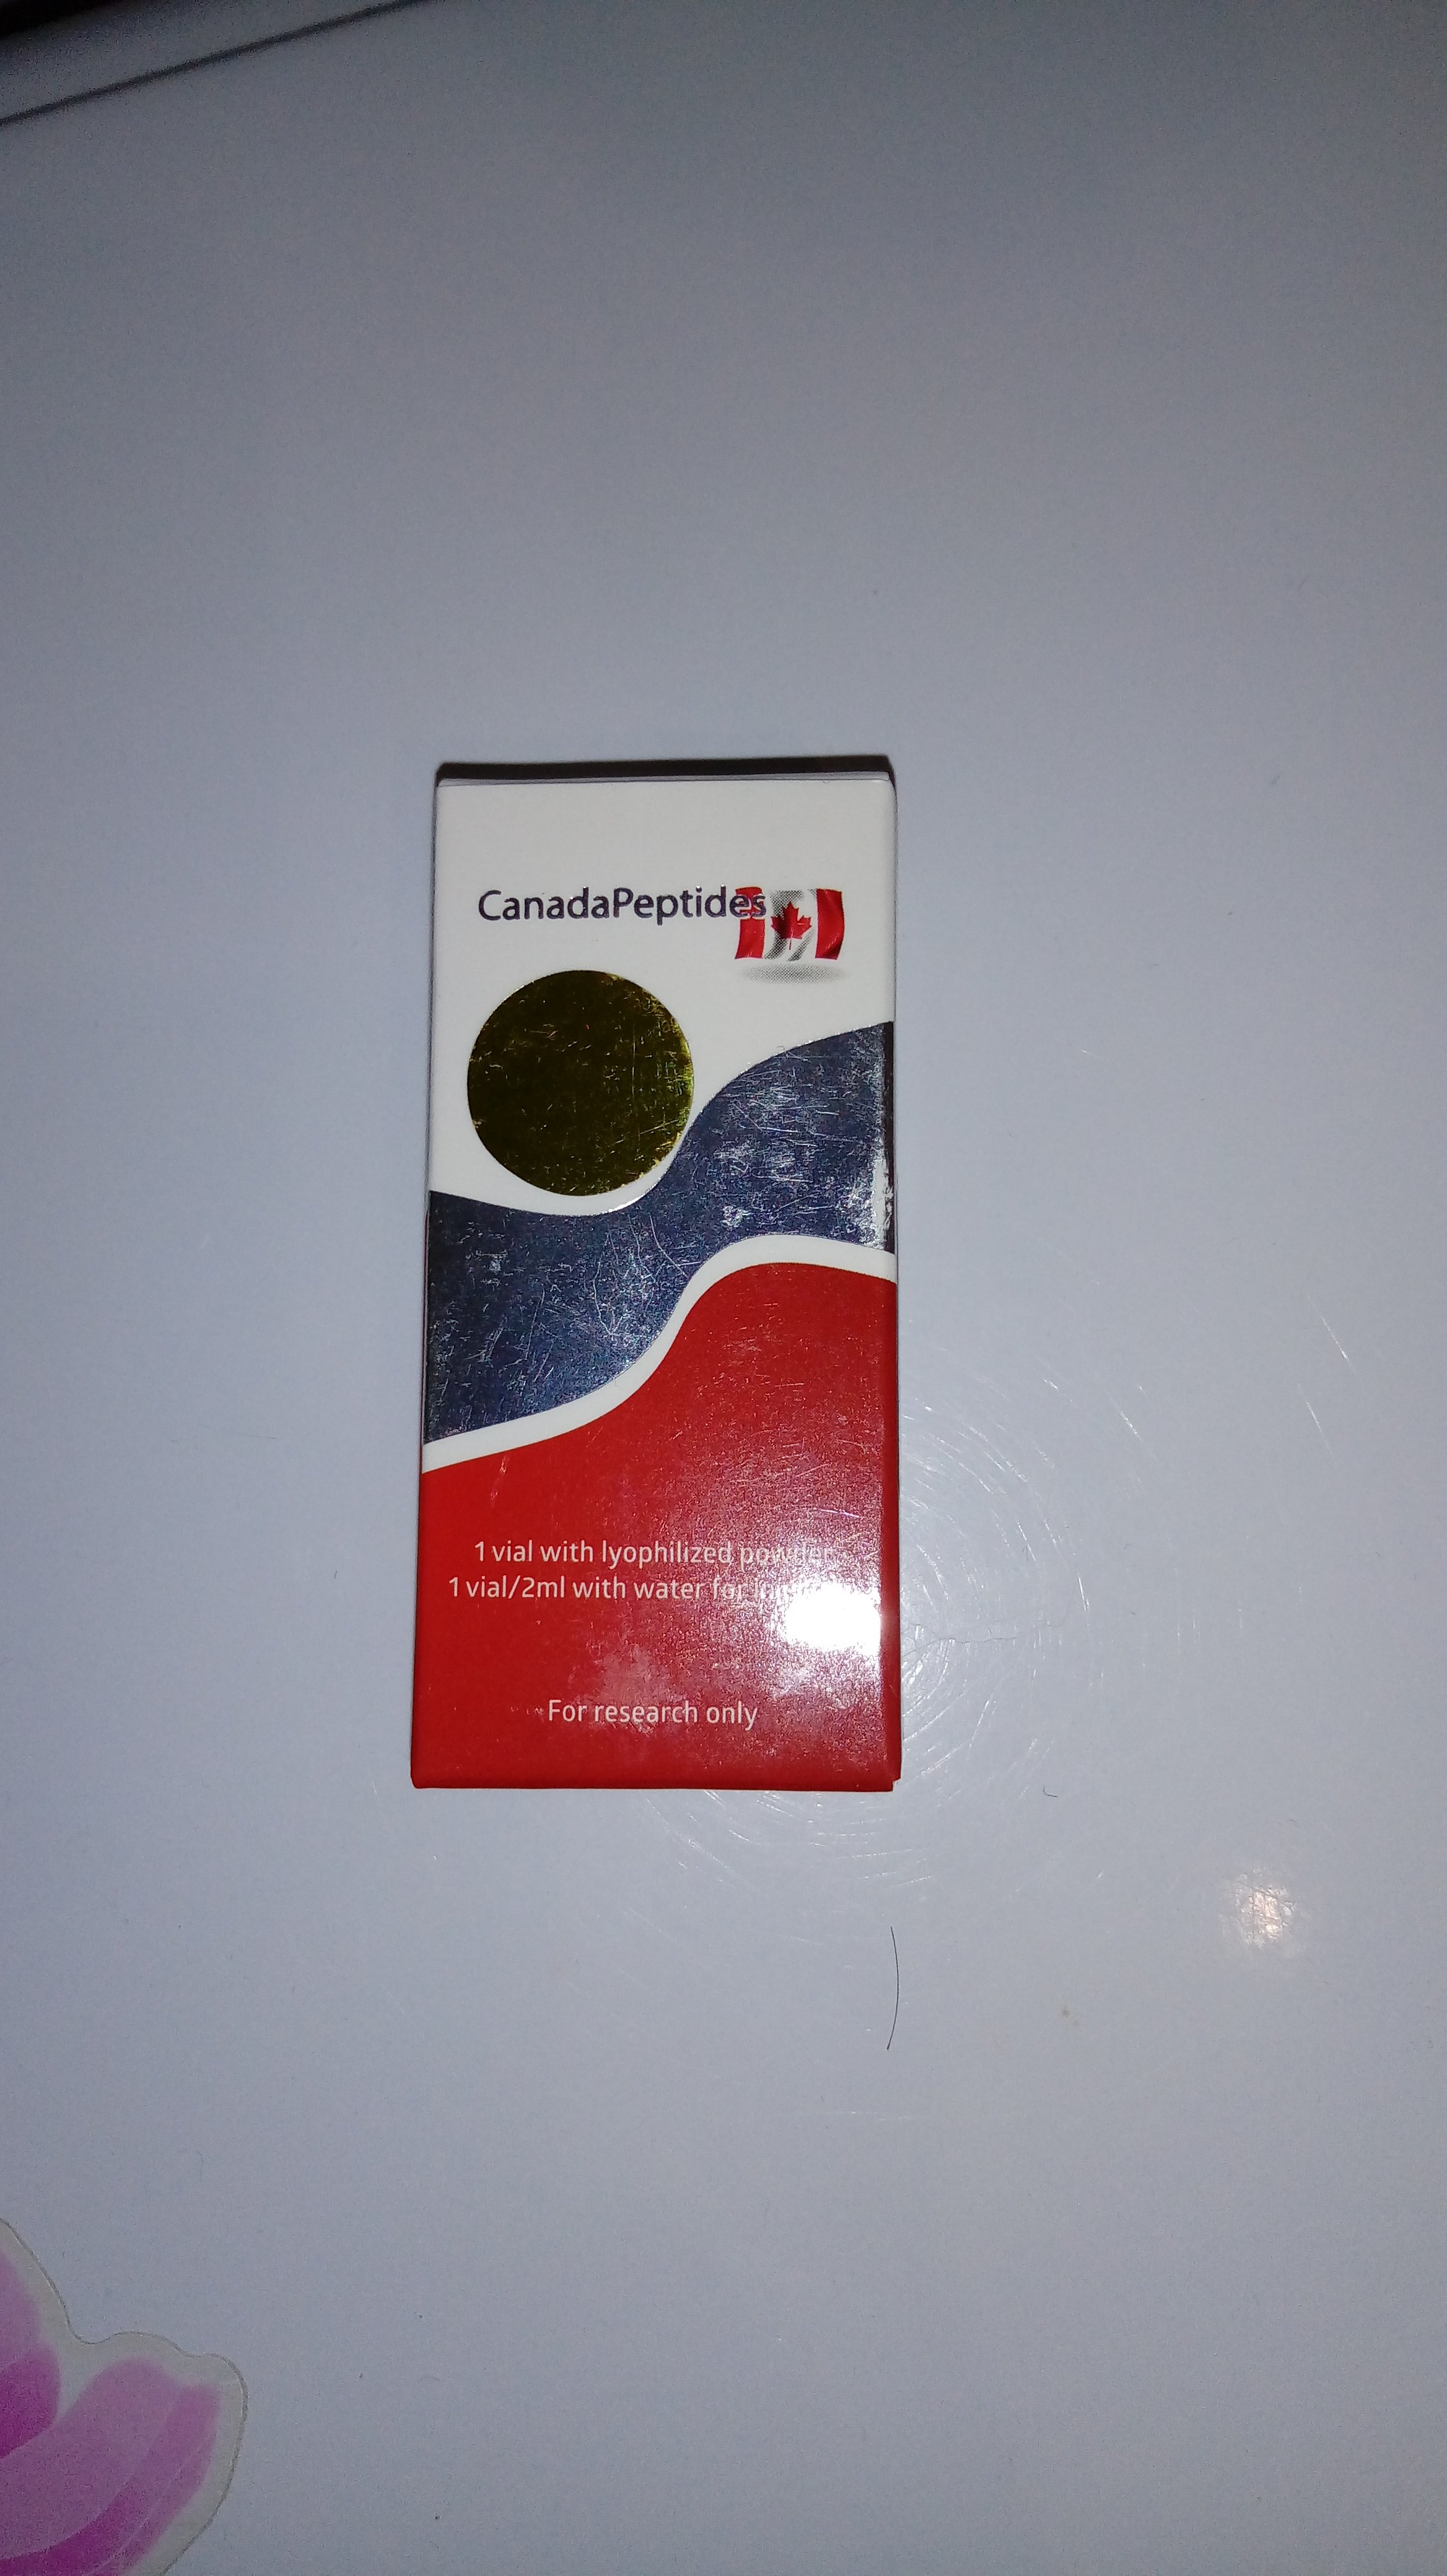 CanadaPeptides
1 vial with lyophilized powder
1 vial/2ml with water for
For research only